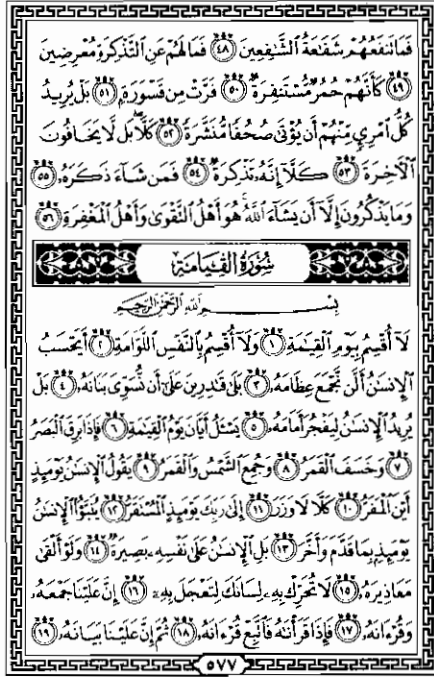 فَمَا تَنفَعُهُمْ شَفَٰعَةُ ٱلشَّٰفِعِينَ ٤٨ فَمَا لَهُمْ عَنِ ٱلتَّذْكِرَةِ مُعْرِضِينَ
٤٩ كَأَنَّهُمْ حُمُرٌ مُّسْتَنفِرَةٌ ٥٠ فَرَّتْ مِن قَسْوَرَةٍۭ ٥١ بَلْ يُرِيدُ
كُلُّ ٱمْرِئٍ مِّنْهُمْ أَن يُؤْتَىٰ صُحُفًا مُّنَشَّرَةً ٥٢ كَلَّا بَل لَّا يَخَافُونَ
ٱلْأٓخِرَةَ ٥٣ كَلَّآ إِنَّهُۥ تَذْكِرَةٌ ٥٤ فَمَن شَآءَ ذَكَرَهُۥ ٥٥
وَمَا يَذْكُرُونَ إِلَّآ أَن يَشَآءَ ٱللَّهُ هُوَ أَهْلُ ٱلتَّقْوَىٰ وَأَهْلُ ٱلْمَغْفِرَةِ ٥٦
سُورَةُ القِيَامَةِ
بِسْمِ ٱللَّهِ ٱلرَّحْمَٰنِ ٱلرَّحِيمِ
لَآ أُقْسِمُ بِيَوْمِ ٱلْقِيَٰمَةِ ١ وَلَآ أُقْسِمُ بِٱلنَّفْسِ ٱللَّوَّامَةِ ٢ أَيَحْسَبُ
ٱلْإِنسَٰنُ أَلَّن نَّجْمَعَ عِظَامَهُۥ ٣ بَلَىٰ قَٰدِرِينَ عَلَىٰٓ أَن نُّسَوِّىَ بَنَانَهُۥ ٤ بَلْ
يُرِيدُ ٱلْإِنسَٰنُ لِيَفْجُرَ أَمَامَهُۥ ٥ يَسْـَٔلُ أَيَّانَ يَوْمُ ٱلْقِيَٰمَةِ ٦ فَإِذَا بَرِقَ ٱلْبَصَرُ
٧ وَخَسَفَ ٱلْقَمَرُ ٨ وَجُمِعَ ٱلشَّمْسُ وَٱلْقَمَرُ ٩ يَقُولُ ٱلْإِنسَٰنُ يَوْمَئِذٍ
أَيْنَ ٱلْمَفَرُّ ١٠ كَلَّا لَا وَزَرَ ١١ إِلَىٰ رَبِّكَ يَوْمَئِذٍ ٱلْمُسْتَقَرُّ ١٢ يُنَبَّؤُا۟ ٱلْإِنسَٰنُ
يَوْمَئِذٍۭ بِمَا قَدَّمَ وَأَخَّرَ ١٣ بَلِ ٱلْإِنسَٰنُ عَلَىٰ نَفْسِهِۦ بَصِيرَةٌ ١٤ وَلَوْ أَلْقَىٰ
مَعَاذِيرَهُۥ ١٥ لَا تُحَرِّكْ بِهِۦ لِسَانَكَ لِتَعْجَلَ بِهِۦٓ ١٦ إِنَّ عَلَيْنَا جَمْعَهُۥ
وَقُرْءَانَهُۥ ١٧ فَإِذَا قَرَأْنَٰهُ فَٱتَّبِعْ قُرْءَانَهُۥ ١٨ ثُمَّ إِنَّ عَلَيْنَا بَيَانَهُۥ ١٩
٥٧٧